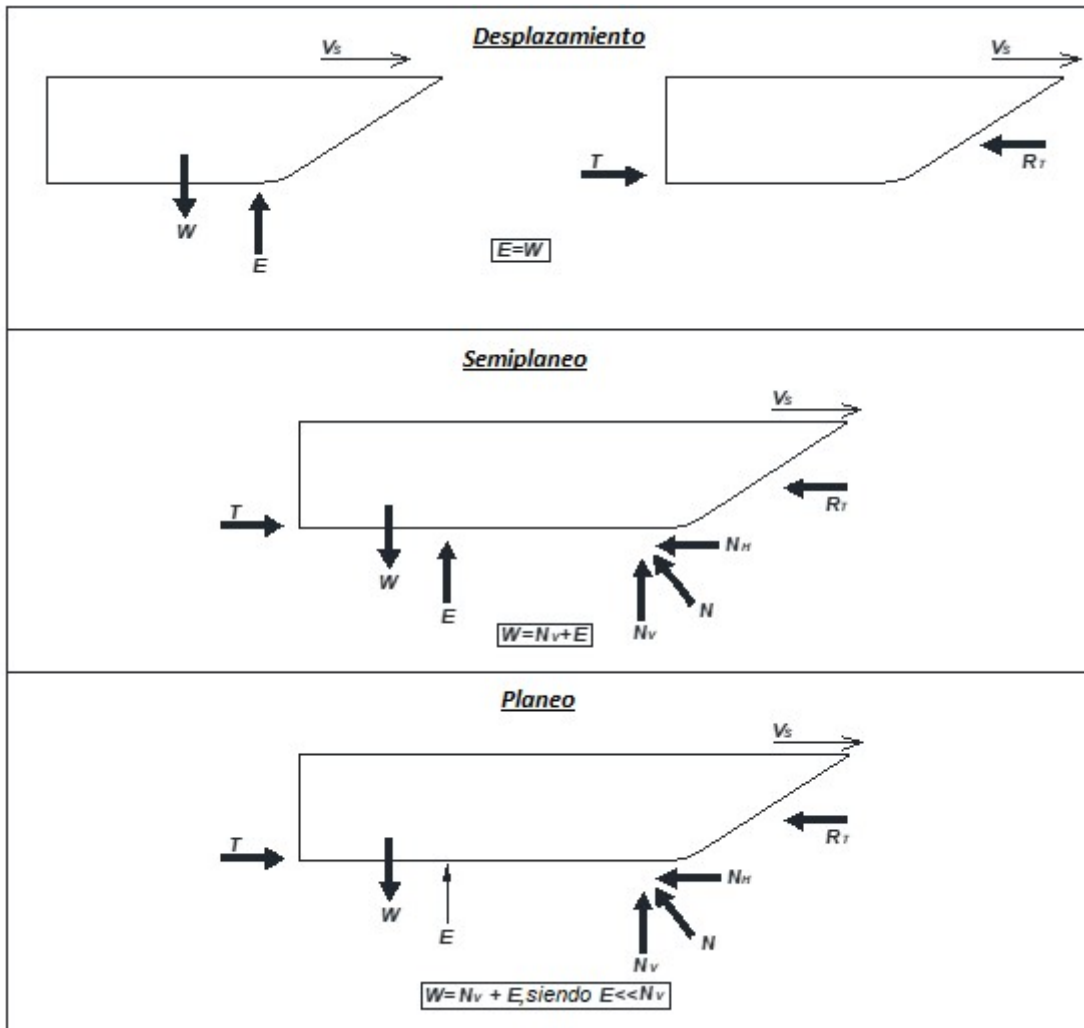 Desplazamiento
Vs
Vs
T
RT
W
E
E=W
Semiplaneo
Vs
T
RT
W
E
NH
N
NV
W=NV+E
Planeo
Vs
T
RT
W
E
NH
N
NV
W=NV + E,siendo E<<NV